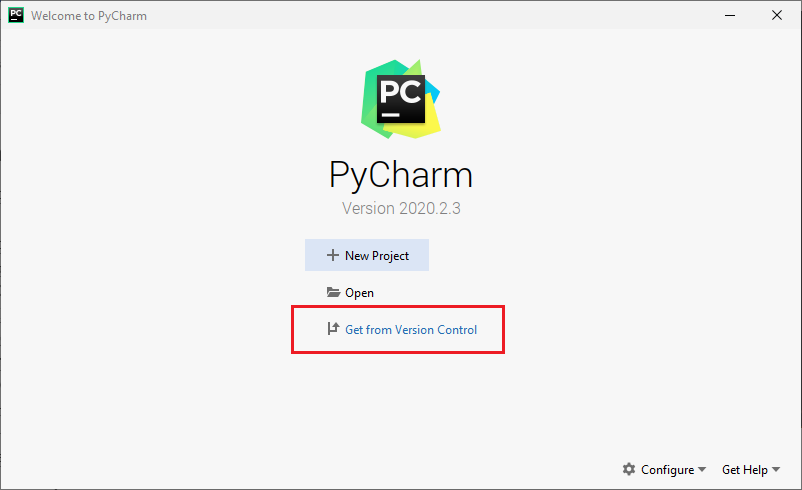 PC Welcome to PyCharm
PC
PyCharm
Version 2020.2.3
New Project
Open
Get from Version Control
Configure Get Help